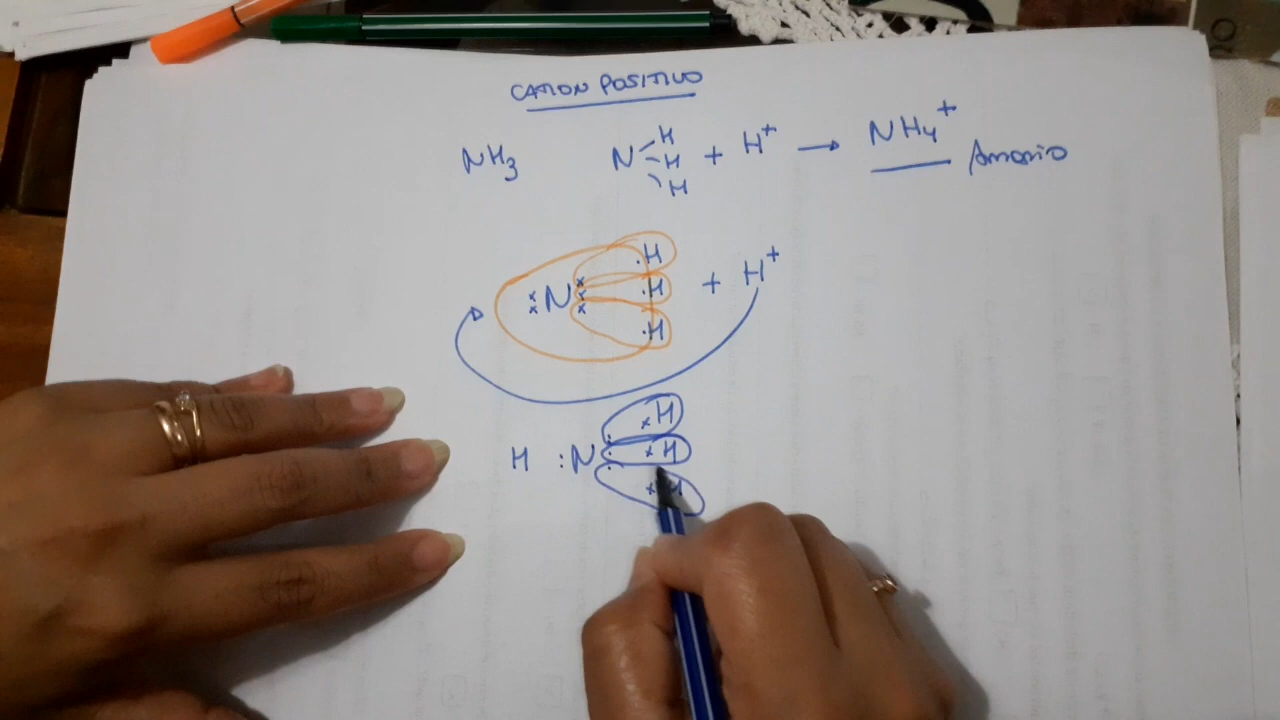 CATION POSITIVO
NH3 N H H H + H+ → NH4+ Amonio
××N××× .H .H .H + H+
H :N ×H ×H ×H